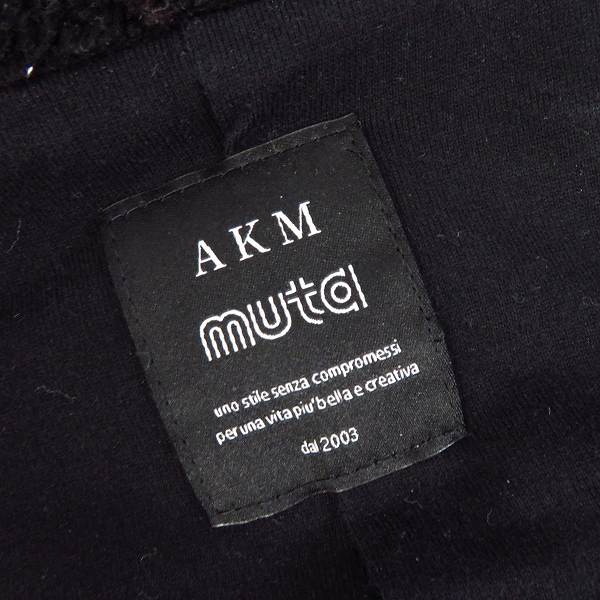 AKM
muta
uno stile senza compromessi
per una vita piu'bella e creativa
dal 2003